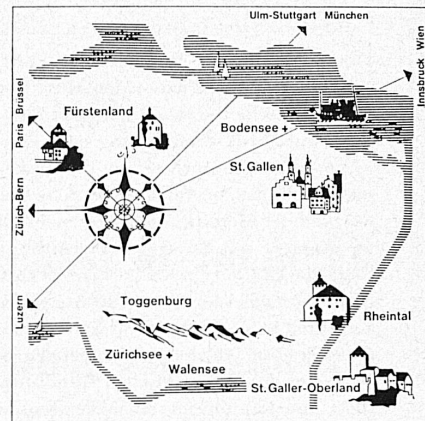 Ulm-Stuttgart München
Innsbruck Wien
Paris Brüssel
Fürstenland
Bodensee +
St.Gallen
Zürich-Bern
Luzern
Toggenburg
Rheintal
Zürichsee +
Walensee
St.Galler-Oberland